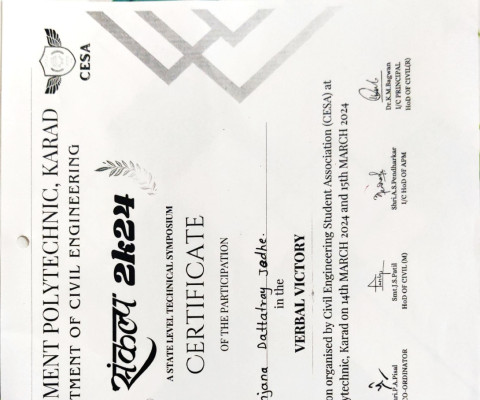 CESA
MENT POLYTECHNIC, KARAD
TMENT OF CIVIL ENGINEERING
संकल्प 2k24
A STATE LEVEL TECHNICAL SYMPOSIUM
CERTIFICATE
OF THE PARTICIPATION
Dattatray Jadhe.
in the
VERBAL VICTORY
on organised by Civil Engineering Student Association (CESA) at
ytechnic, Karad on 14th MARCH 2024 and 15th MARCH 2024
ri.P.A.Pisal
CO-ORDINATOR
Smt.J.S.Patil
HoD OF CIVIL (M)
Shri.A.S.Pendharkar
I/C HoD OF APM
Dr.K.M.Bagwan
I/C PRINCIPAL
HoD OF CIVIL(R)